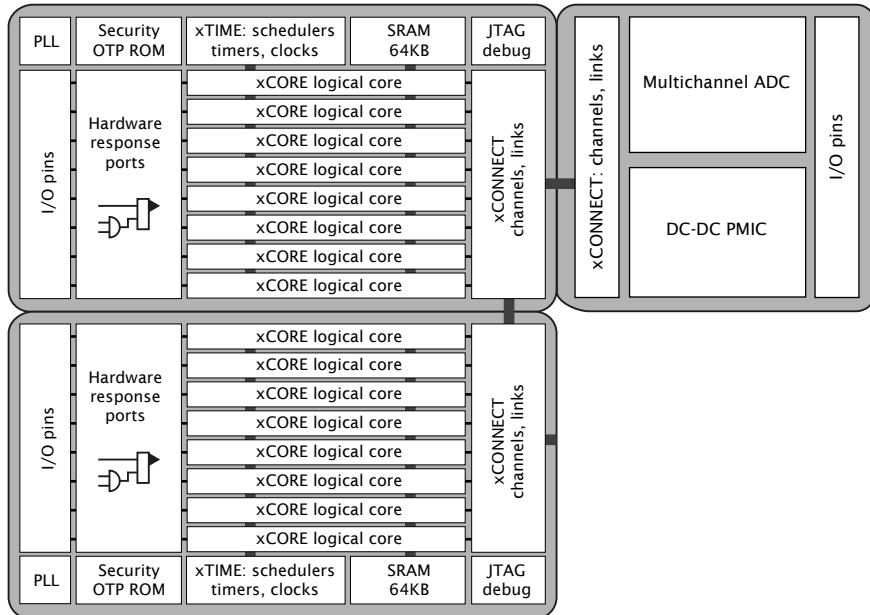 PLL
Security
OTP ROM
xTIME: schedulers
timers, clocks
SRAM
64KB
JTAG
debug
I/O pins
Hardware
response
ports
xCORE logical core
xCORE logical core
xCORE logical core
xCORE logical core
xCORE logical core
xCORE logical core
xCORE logical core
xCORE logical core
xCONNECT
channels, links
xCONNECT: channels, links
Multichannel ADC
DC-DC PMIC
I/O pins
I/O pins
Hardware
response
ports
xCORE logical core
xCORE logical core
xCORE logical core
xCORE logical core
xCORE logical core
xCORE logical core
xCORE logical core
xCORE logical core
xCONNECT
channels, links
PLL
Security
OTP ROM
xTIME: schedulers
timers, clocks
SRAM
64KB
JTAG
debug